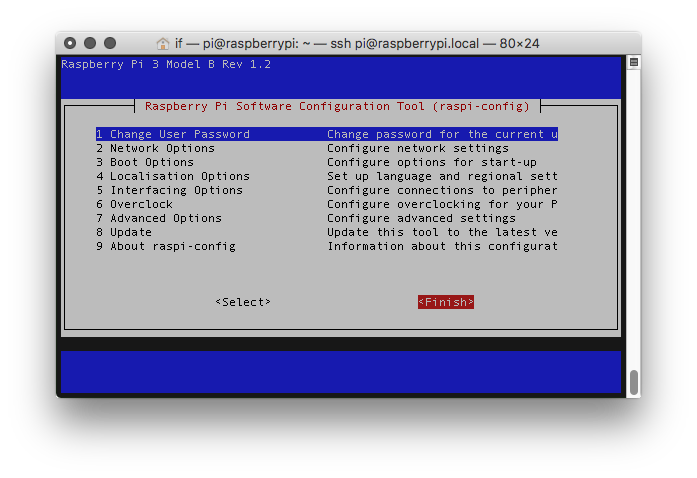 if — pi@raspberrypi: ~ — ssh pi@raspberrypi.local — 80×24
Raspberry Pi 3 Model B Rev 1.2
Raspberry Pi Software Configuration Tool (raspi-config)
1 Change User Password Change password for the current u
2 Network Options Configure network settings
3 Boot Options Configure options for start-up
4 Localisation Options Set up language and regional sett
5 Interfacing Options Configure connections to peripher
6 Overclock Configure overclocking for your P
7 Advanced Options Configure advanced settings
8 Update Update this tool to the latest ve
9 About raspi-config Information about this configurat
<Select> <Finish>